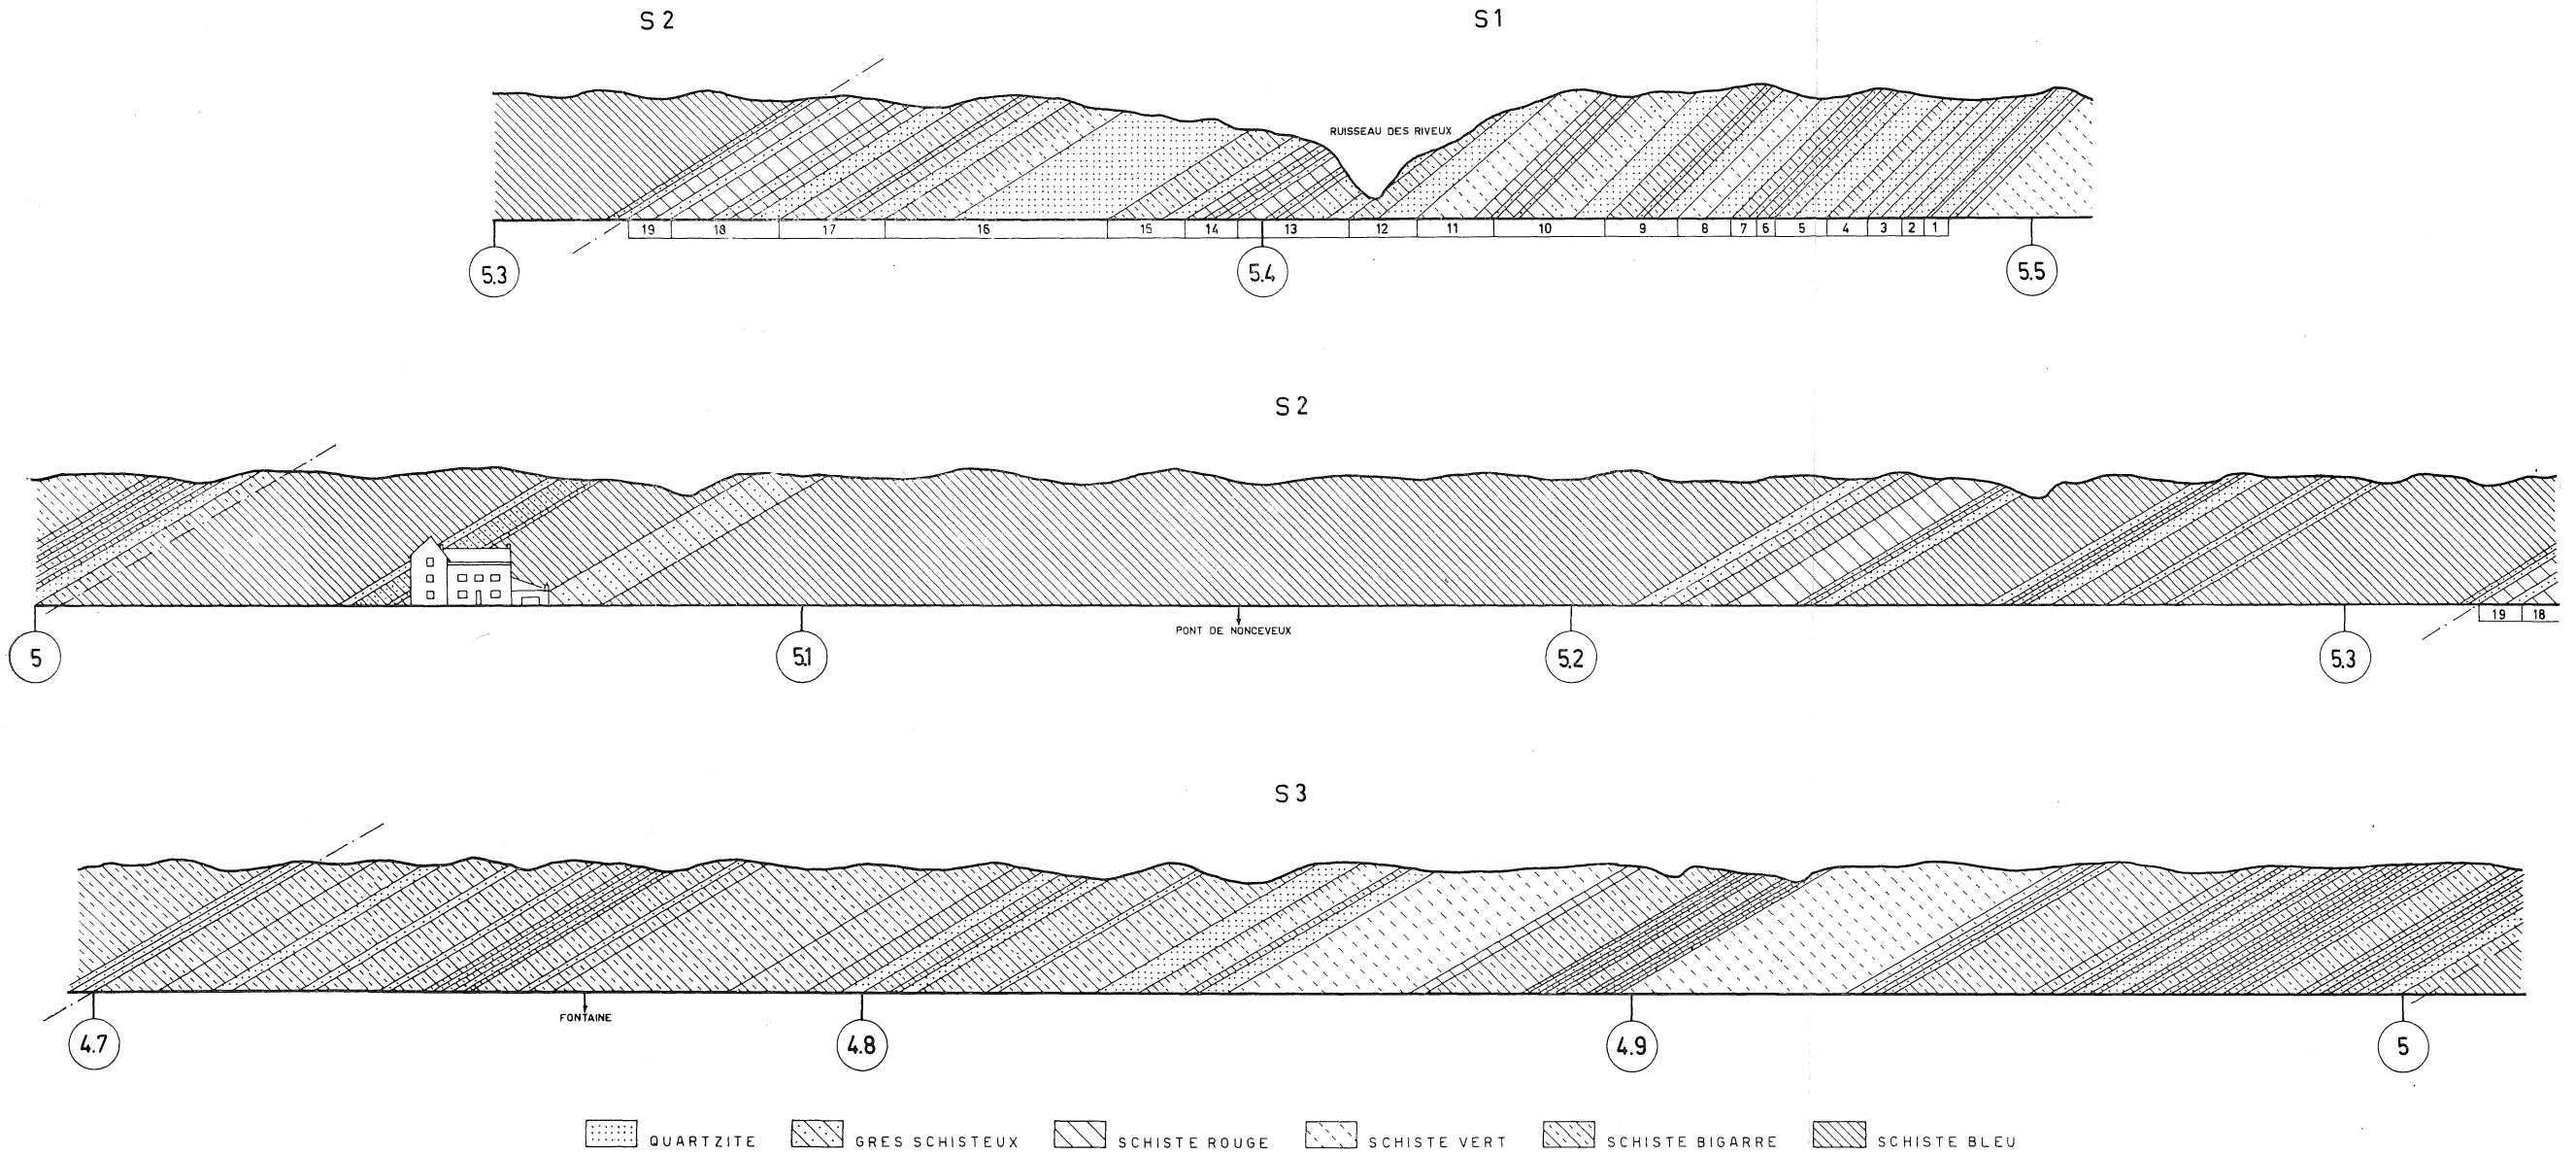 S 2 S 1
RUISSEAU DES RIVEUX
19 18 17 16 15 14 13 12 11 10 9 8 7 6 5 4 3 2 1
5.3 5.4 5.5
S 2
PONT DE NONCEVEUX
19 18
5 5.1 5.2 5.3
S 3
FONTAINE
4.7 4.8 4.9 5
QUARTZITE GRES SCHISTEUX SCHISTE ROUGE SCHISTE VERT SCHISTE BIGARRE SCHISTE BLEU